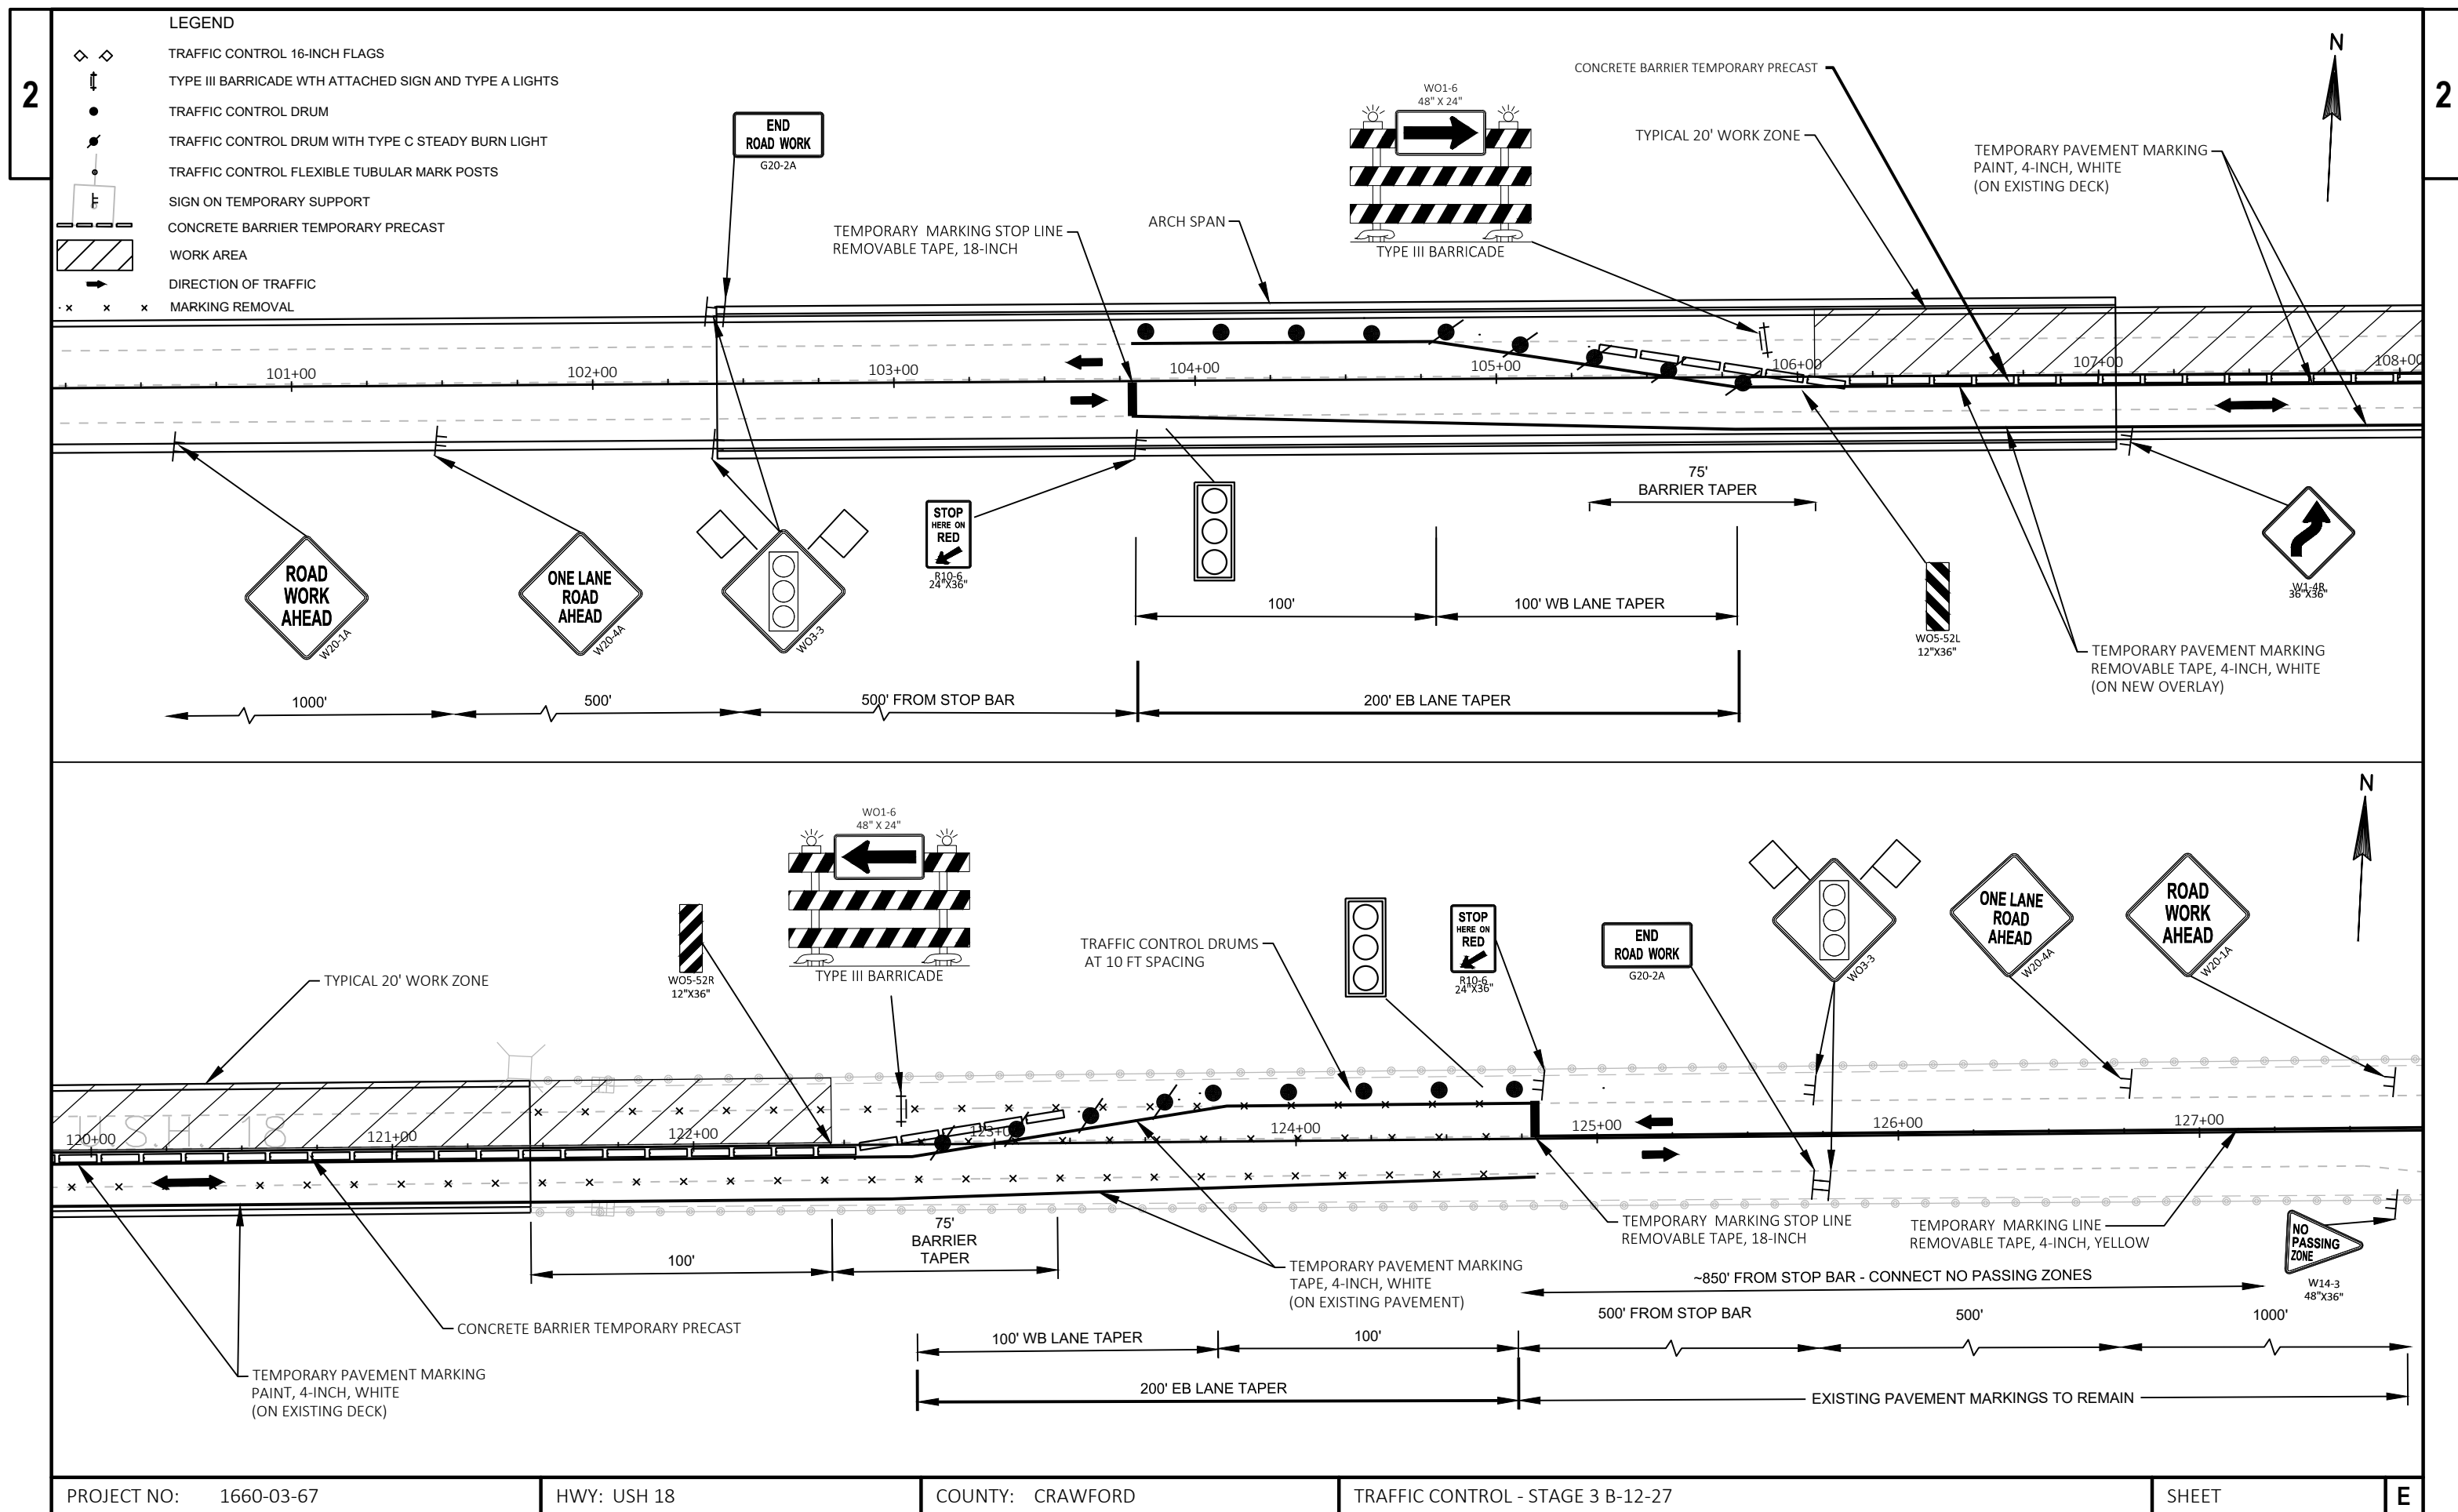 2
2
LEGEND
TRAFFIC CONTROL 16-INCH FLAGS
TYPE III BARRICADE WTH ATTACHED SIGN AND TYPE A LIGHTS
TRAFFIC CONTROL DRUM
TRAFFIC CONTROL DRUM WITH TYPE C STEADY BURN LIGHT
TRAFFIC CONTROL FLEXIBLE TUBULAR MARK POSTS
SIGN ON TEMPORARY SUPPORT
CONCRETE BARRIER TEMPORARY PRECAST
WORK AREA
DIRECTION OF TRAFFIC
MARKING REMOVAL
END
ROAD WORK
G20-2A
TEMPORARY MARKING STOP LINE
REMOVABLE TAPE, 18-INCH
ARCH SPAN
WO1-6
48" X 24"
TYPE III BARRICADE
CONCRETE BARRIER TEMPORARY PRECAST
TYPICAL 20' WORK ZONE
TEMPORARY PAVEMENT MARKING
PAINT, 4-INCH, WHITE
(ON EXISTING DECK)
N
101+00
102+00
103+00
104+00
105+00
106+00
107+00
108+00
ROAD
WORK
AHEAD
W20-1A
ONE LANE
ROAD
AHEAD
W20-4A
WO3-3
STOP
HERE ON
RED
R10-6
24"X36"
75'
BARRIER TAPER
100'
100' WB LANE TAPER
WO5-52L
12"X36"
W1-4R
36"X36"
TEMPORARY PAVEMENT MARKING
REMOVABLE TAPE, 4-INCH, WHITE
(ON NEW OVERLAY)
1000'
500'
500' FROM STOP BAR
200' EB LANE TAPER
N
WO1-6
48" X 24"
TYPE III BARRICADE
WO5-52R
12"X36"
TYPICAL 20' WORK ZONE
TRAFFIC CONTROL DRUMS
AT 10 FT SPACING
STOP
HERE ON
RED
R10-6
24"X36"
END
ROAD WORK
G20-2A
WO3-3
ONE LANE
ROAD
AHEAD
W20-4A
ROAD
WORK
AHEAD
W20-1A
U.S.H. 18
120+00
121+00
122+00
123+00
124+00
125+00
126+00
127+00
100'
75'
BARRIER
TAPER
TEMPORARY PAVEMENT MARKING
TAPE, 4-INCH, WHITE
(ON EXISTING PAVEMENT)
TEMPORARY MARKING STOP LINE
REMOVABLE TAPE, 18-INCH
TEMPORARY MARKING LINE
REMOVABLE TAPE, 4-INCH, YELLOW
NO
PASSING
ZONE
W14-3
48"X36"
~850' FROM STOP BAR - CONNECT NO PASSING ZONES
500' FROM STOP BAR
500'
1000'
CONCRETE BARRIER TEMPORARY PRECAST
100' WB LANE TAPER
100'
TEMPORARY PAVEMENT MARKING
PAINT, 4-INCH, WHITE
(ON EXISTING DECK)
200' EB LANE TAPER
EXISTING PAVEMENT MARKINGS TO REMAIN
PROJECT NO: 1660-03-67
HWY: USH 18
COUNTY: CRAWFORD
TRAFFIC CONTROL - STAGE 3 B-12-27
SHEET
E